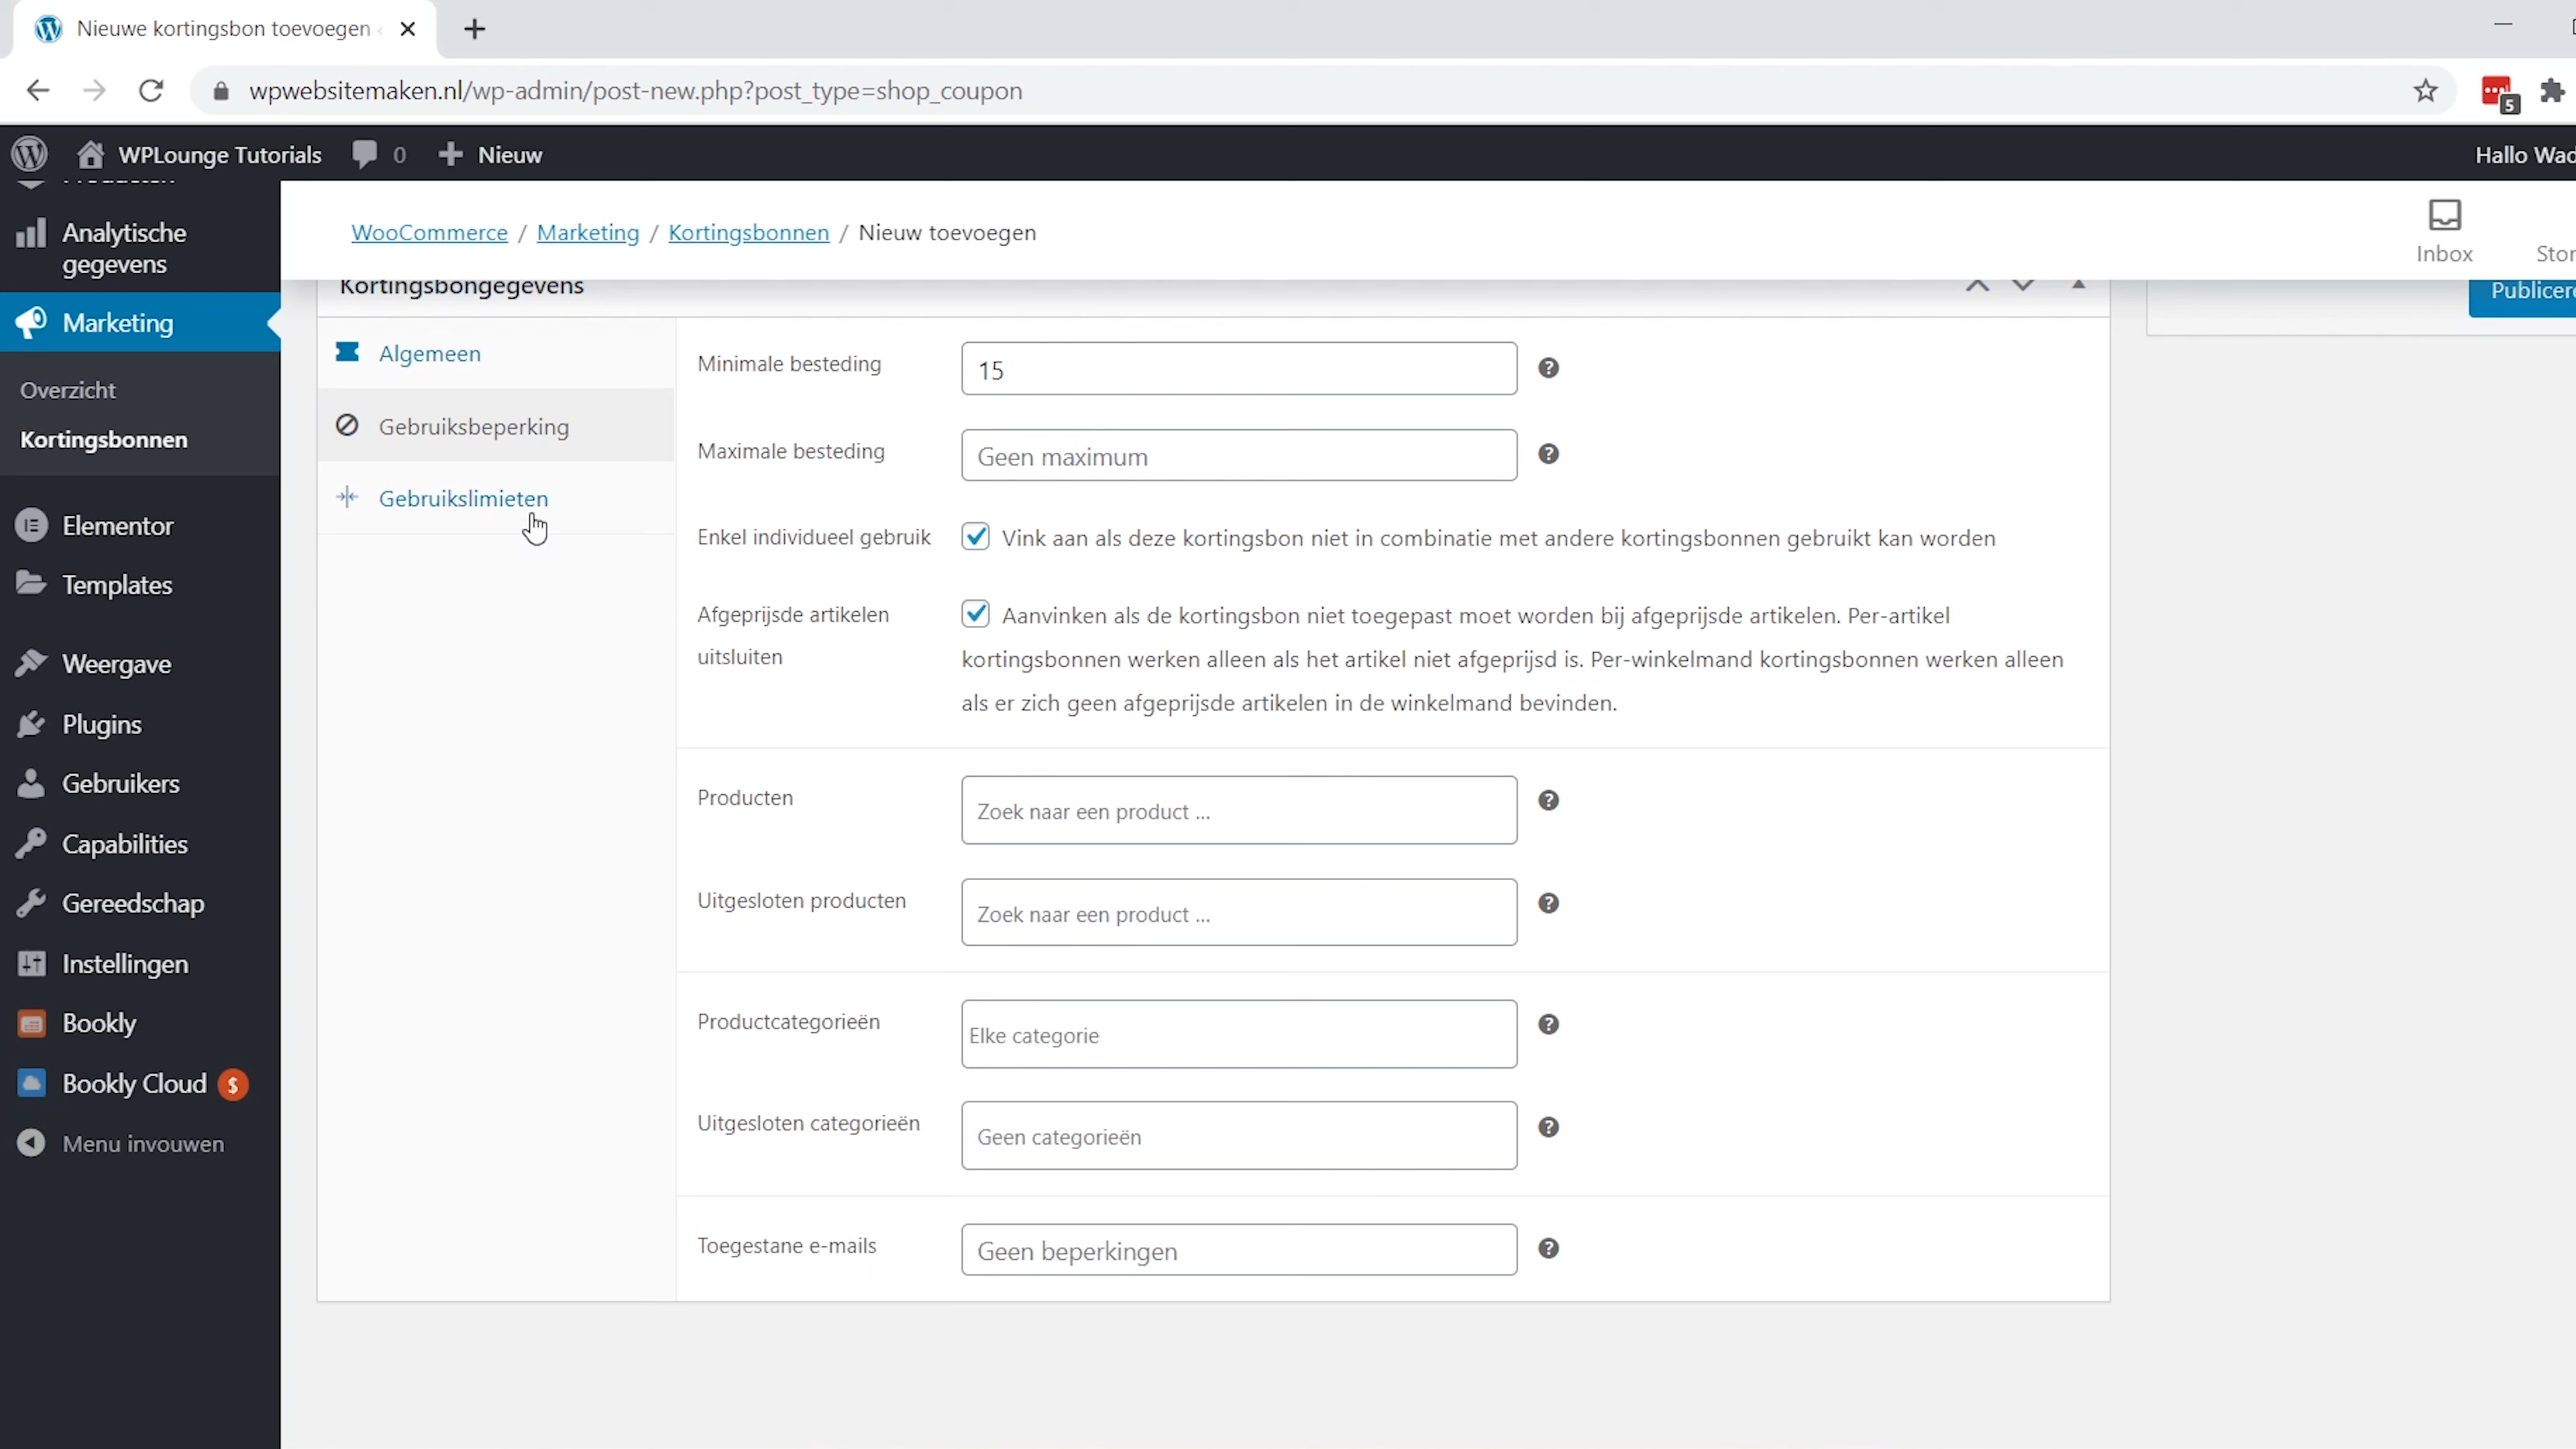 Nieuwe kortingsbon toevoegen
wpwebsitemaken.nl/wp-admin/post-new.php?post_type=shop_coupon
5
WPLounge Tutorials
0
Nieuw
Hallo
Analytische
gegevens
Marketing
Overzicht
Kortingsbonnen
Elementor
Templates
Weergave
Plugins
Gebruikers
Capabilities
Gereedschap
Instellingen
Bookly
Bookly Cloud $
Menu invouwen
WooCommerce / Marketing / Kortingsbonnen / Nieuw toevoegen
Inbox
Kortingsbongegevens
Algemeen
Gebruiksbeperking
Gebruikslimieten
Minimale besteding
15
Maximale besteding
Geen maximum
Enkel individueel gebruik
Vink aan als deze kortingsbon niet in combinatie met andere kortingsbonnen gebruikt kan worden
Afgeprijsde artikelen
uitsluiten
Aanvinken als de kortingsbon niet toegepast moet worden bij afgeprijsde artikelen. Per-artikel
kortingsbonnen werken alleen als het artikel niet afgeprijsd is. Per-winkelmand kortingsbonnen werken alleen
als er zich geen afgeprijsde artikelen in de winkelmand bevinden.
Producten
Zoek naar een product ...
Uitgesloten producten
Zoek naar een product ...
Productcategorieën
Elke categorie
Uitgesloten categorieën
Geen categorieën
Toegestane e-mails
Geen beperkingen